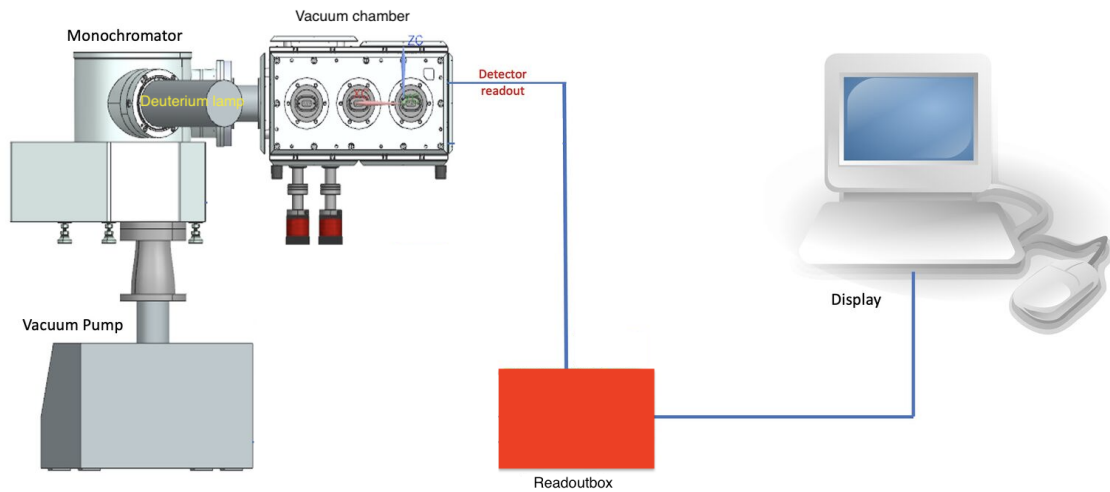 Vacuum chamber
Monochromator
ZC
Detector
readout
Deuterium lamp
Display
Vacuum Pump
Readoutbox